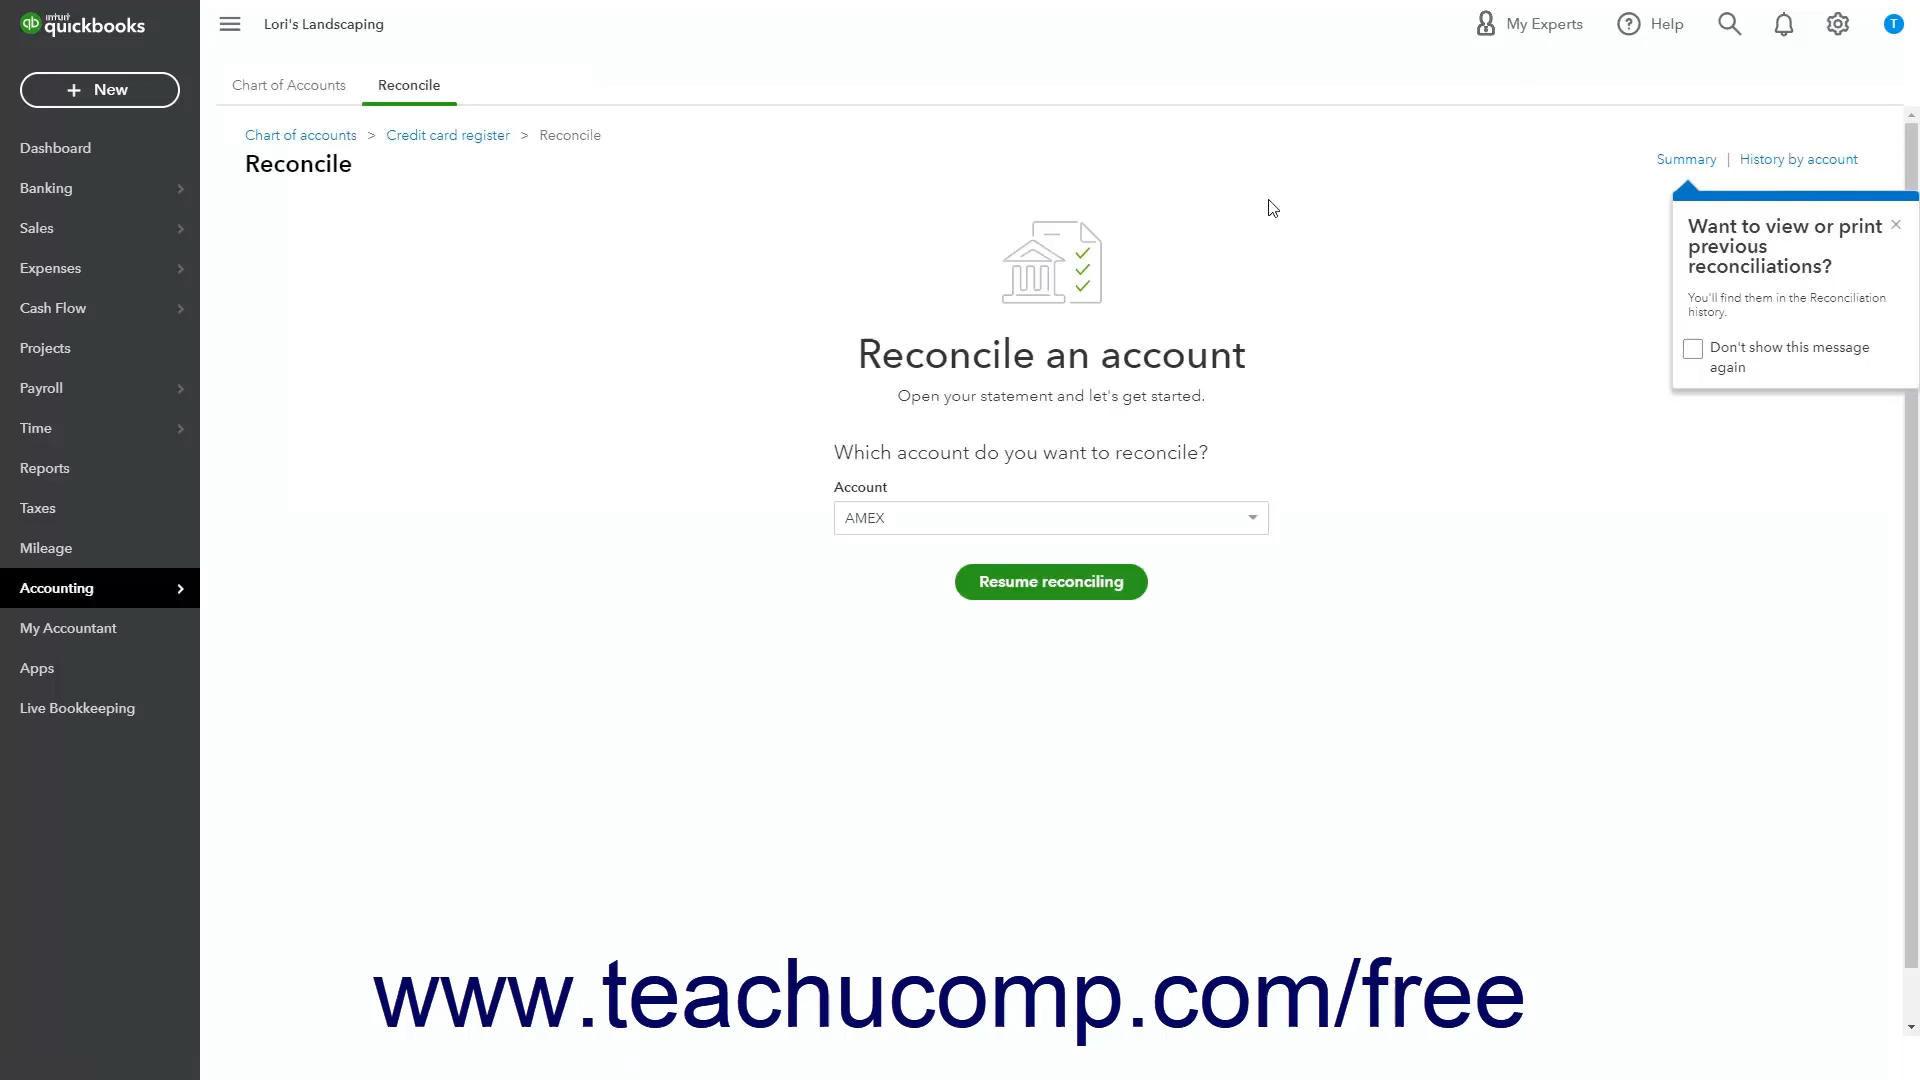 intuit
quickbooks
Lori's Landscaping
My Experts
Help
T
+ New
Chart of Accounts
Reconcile
Dashboard
Banking
Sales
Expenses
Cash Flow
Projects
Payroll
Time
Reports
Taxes
Mileage
Accounting
My Accountant
Apps
Live Bookkeeping
Chart of accounts > Credit card register > Reconcile
Reconcile
Summary | History by account
Want to view or print
previous
reconciliations?
You'll find them in the Reconciliation
history.
Don't show this message
again
Reconcile an account
Open your statement and let's get started.
Which account do you want to reconcile?
Account
AMEX
Resume reconciling
www.teachucomp.com/free